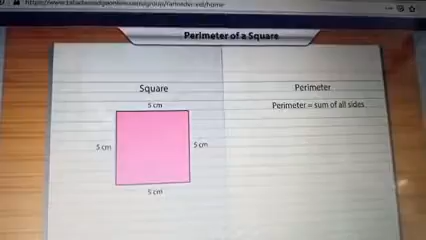 Perimeter of a Square
Square
Perimeter
5 cm
Perimeter = sum of all sides
5 cm
5 cm
5 cm